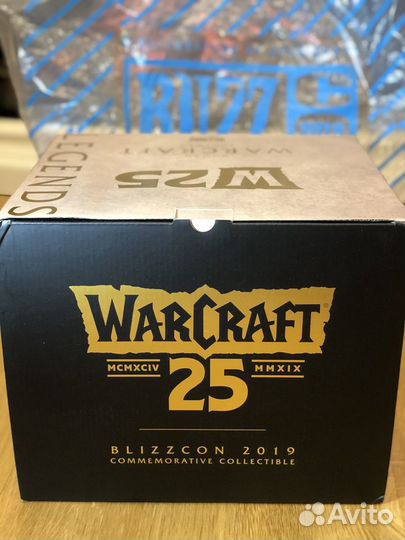 BLIZZ
LEGENDS
WARCRAFT
W25
WARCRAFT
MCMXCIV
MMXIX
25
BLIZZCON 2019
COMMEMORATIVE COLLECTIBLE
Avito